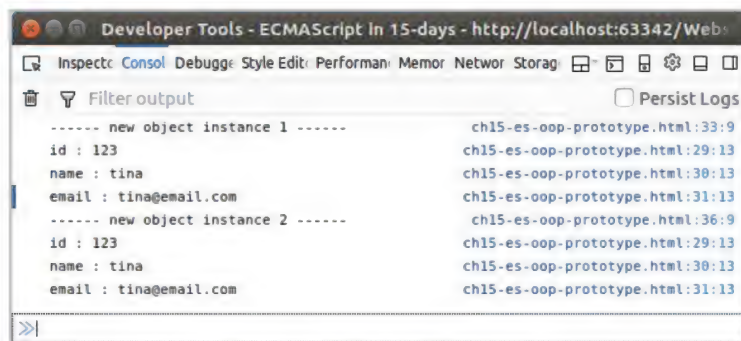 Developer Tools - ECMAScript in 15-days - http://localhost:63342/Webs
Inspectc Consol Debugge Style Edit Performan Memor Networ Storag
Filter output Persist Logs
------ new object instance 1 ------ ch15-es-oop-prototype.html:33:9
id : 123 ch15-es-oop-prototype.html:29:13
name : tina ch15-es-oop-prototype.html:30:13
email : tina@email.com ch15-es-oop-prototype.html:31:13
------ new object instance 2 ------ ch15-es-oop-prototype.html:36:9
id : 123 ch15-es-oop-prototype.html:29:13
name : tina ch15-es-oop-prototype.html:30:13
email : tina@email.com ch15-es-oop-prototype.html:31:13